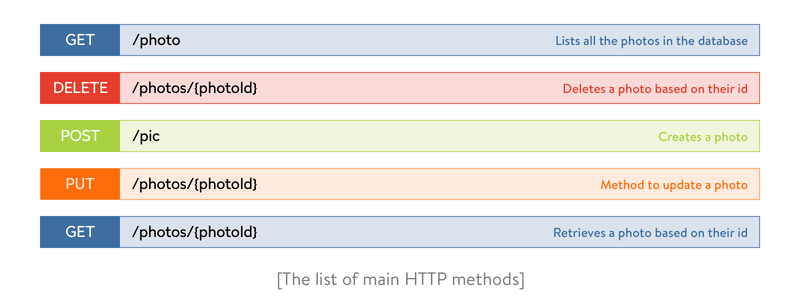 GET /photo Lists all the photos in the database
DELETE /photos/{photoId} Deletes a photo based on their id
POST /pic Creates a photo
PUT /photos/{photoId} Method to update a photo
GET /photos/{photoId} Retrieves a photo based on their id
[The list of main HTTP methods]